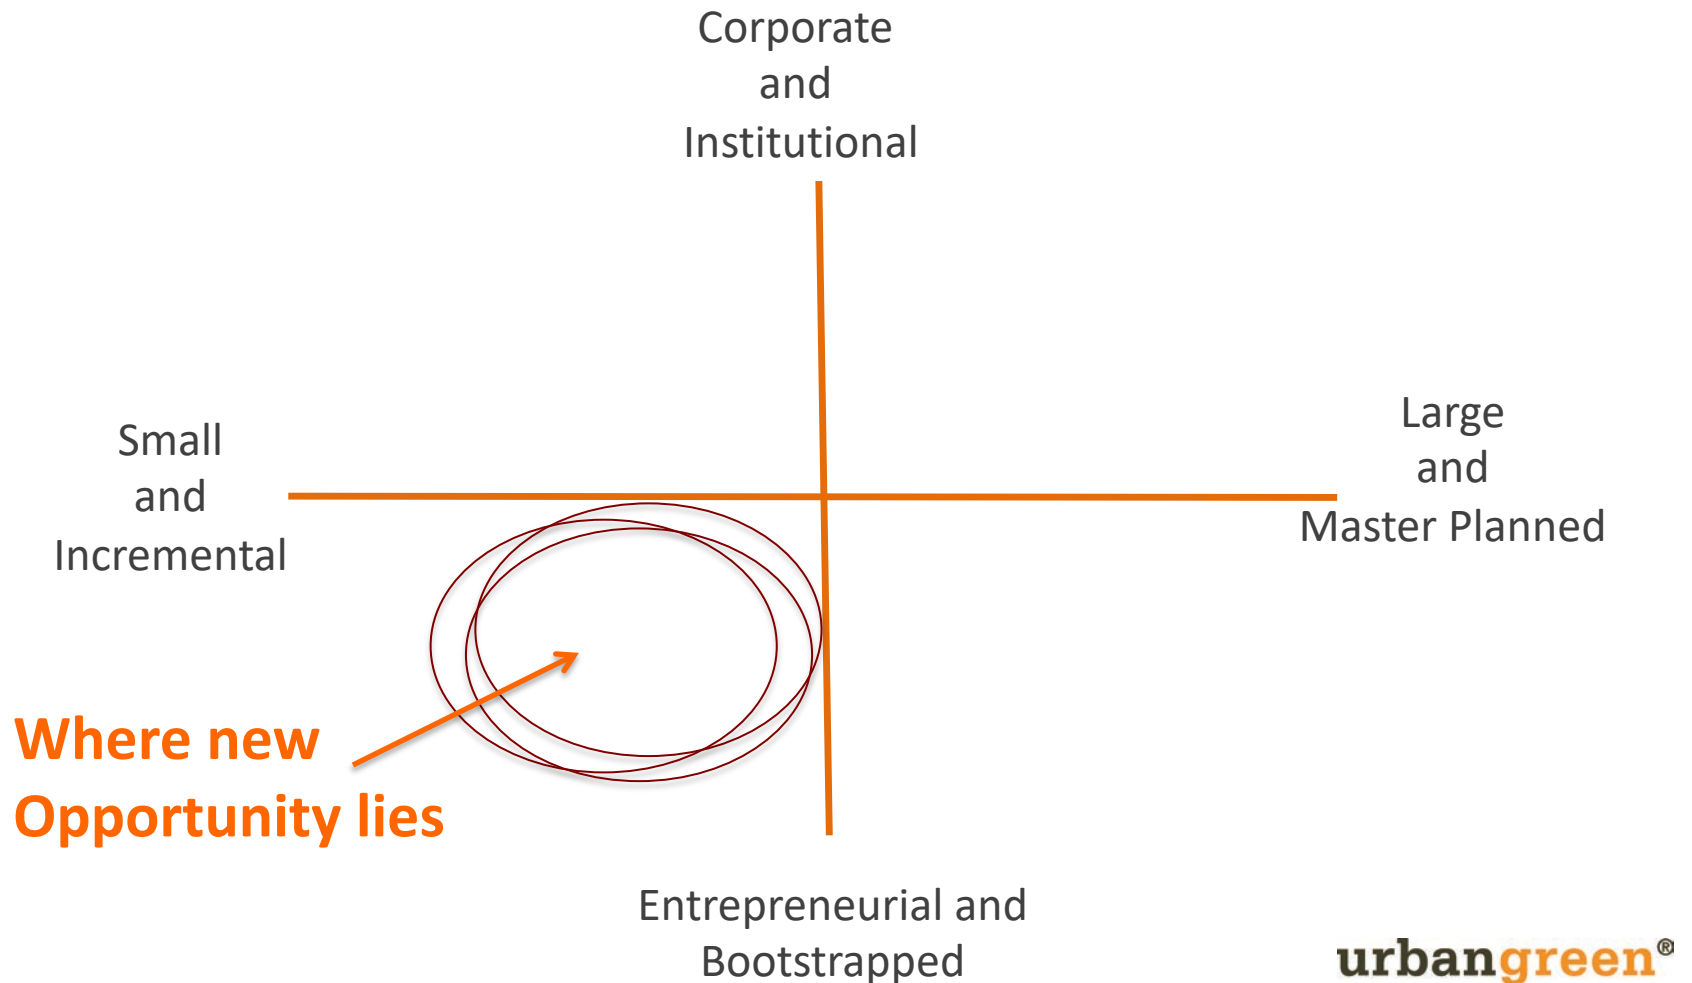 Corporate
and
Institutional
Small
and
Incremental
Large
and
Master Planned
Where new
Opportunity lies
Entrepreneurial and
Bootstrapped
urbangreen®